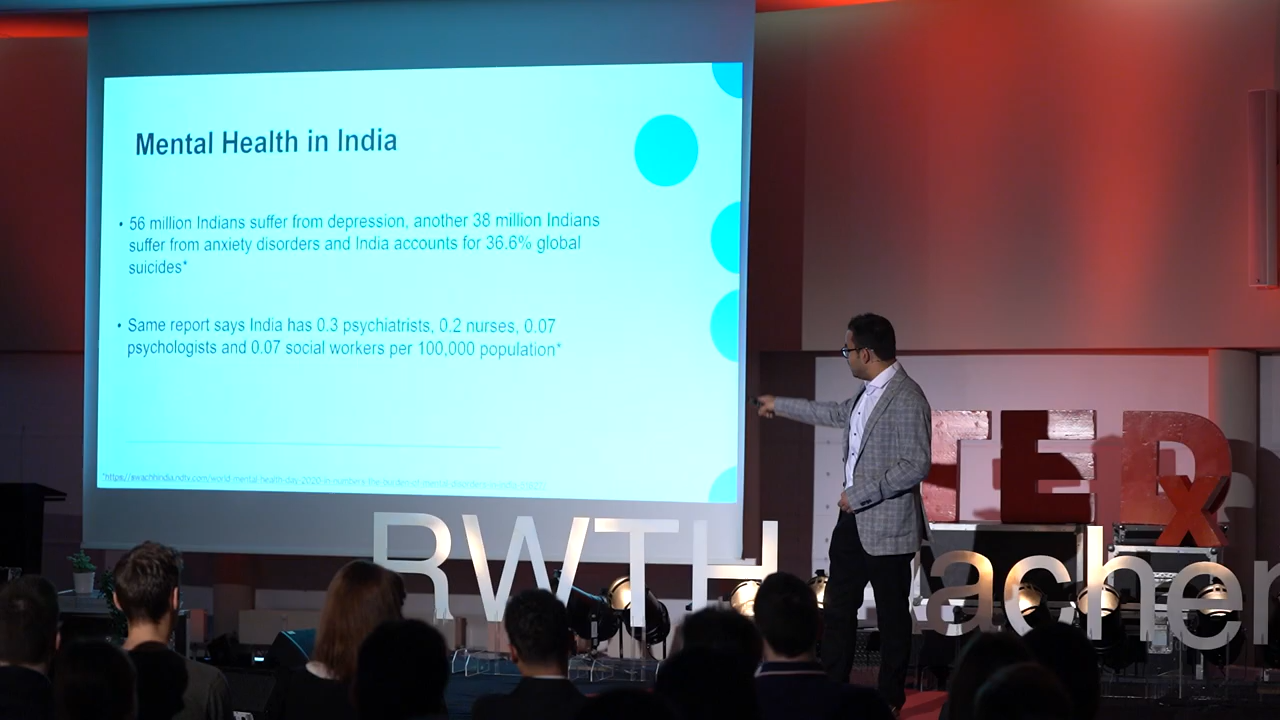 Mental Health in India
• 56 million Indians suffer from depression, another 38 million Indians
suffer from anxiety disorders and India accounts for 36.6% global
suicides*
• Same report says India has 0.3 psychiatrists, 0.2 nurses, 0.07
psychologists and 0.07 social workers per 100,000 population*
TEDx
RWTH Aachen